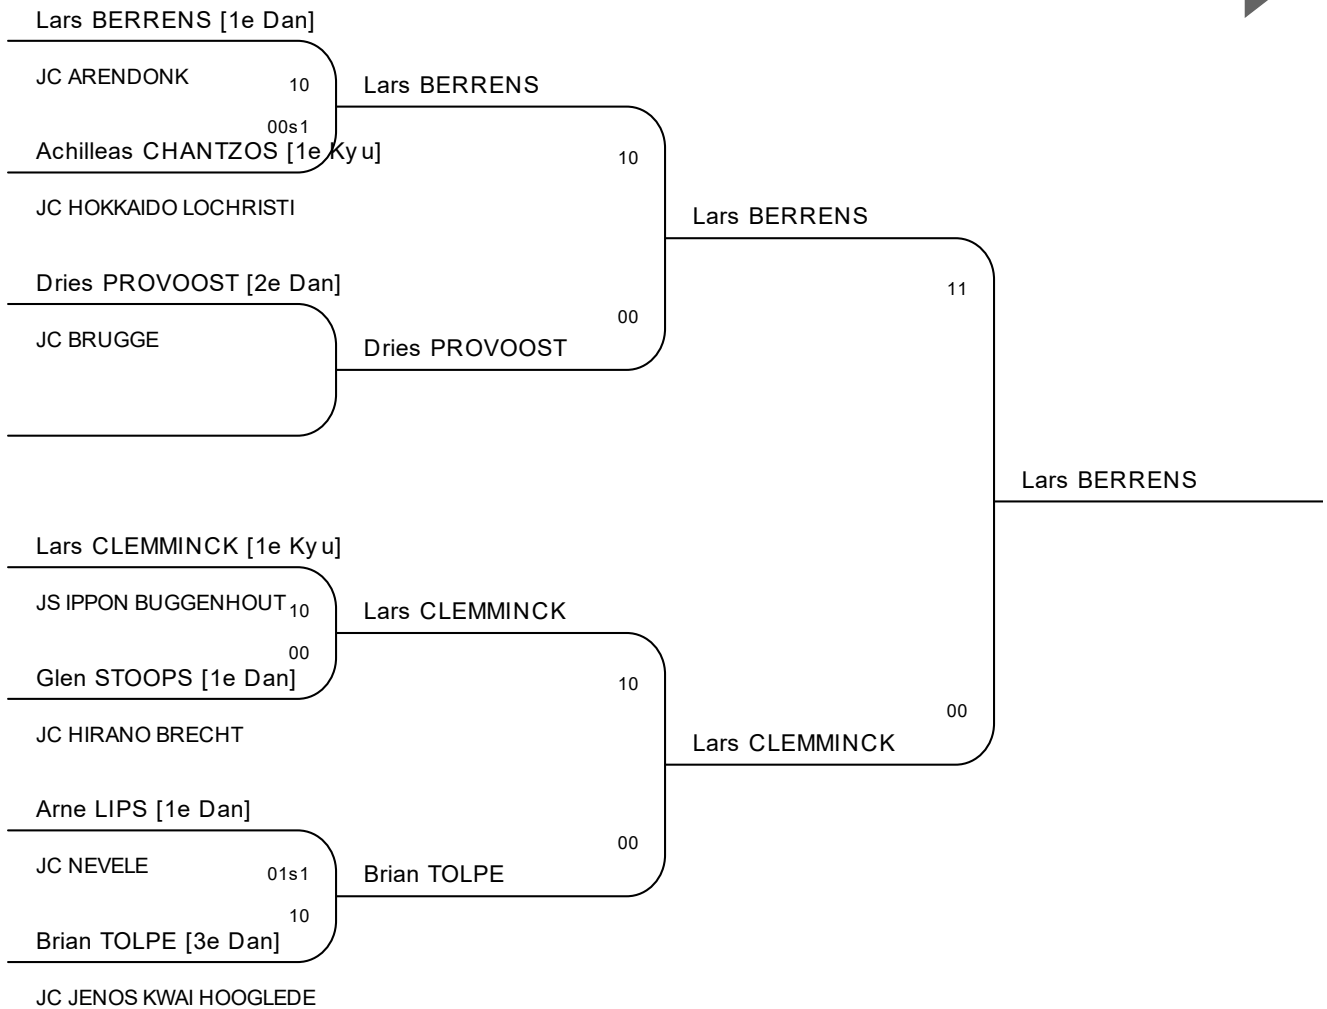 Lars BERRENS [1e Dan]
JC ARENDONK
10
Lars BERRENS
00s1
Achilleas CHANTZOS [1e Kyu]
10
JC HOKKAIDO LOCHRISTI
Lars BERRENS
Dries PROVOOST [2e Dan]
11
00
JC BRUGGE
Dries PROVOOST
Lars BERRENS
Lars CLEMMINCK [1e Kyu]
JS IPPON BUGGENHOUT
10
Lars CLEMMINCK
00
Glen STOOPS [1e Dan]
10
00
JC HIRANO BRECHT
Lars CLEMMINCK
Arne LIPS [1e Dan]
00
JC NEVELE
01s1
Brian TOLPE
10
Brian TOLPE [3e Dan]
JC JENOS KWAI HOOGLEDE